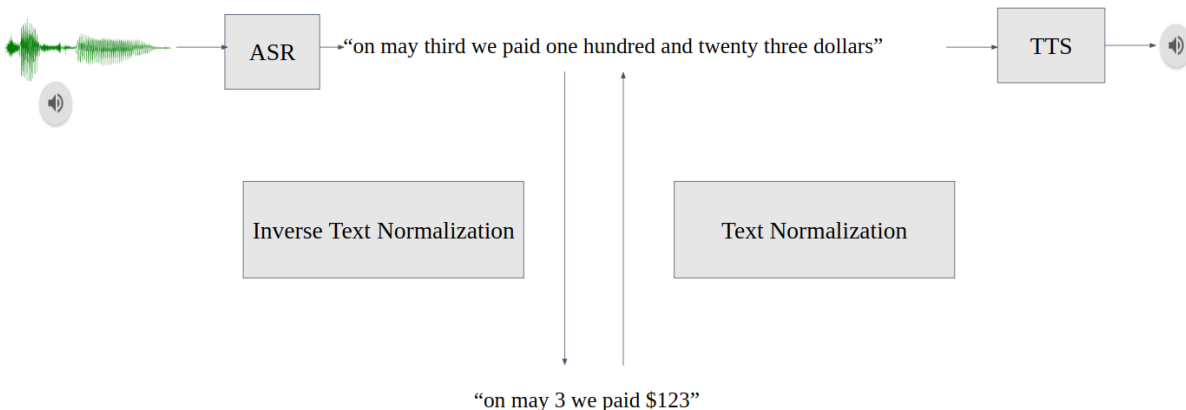 ASR
“on may third we paid one hundred and twenty three dollars”
TTS
Inverse Text Normalization
Text Normalization
“on may 3 we paid $123”